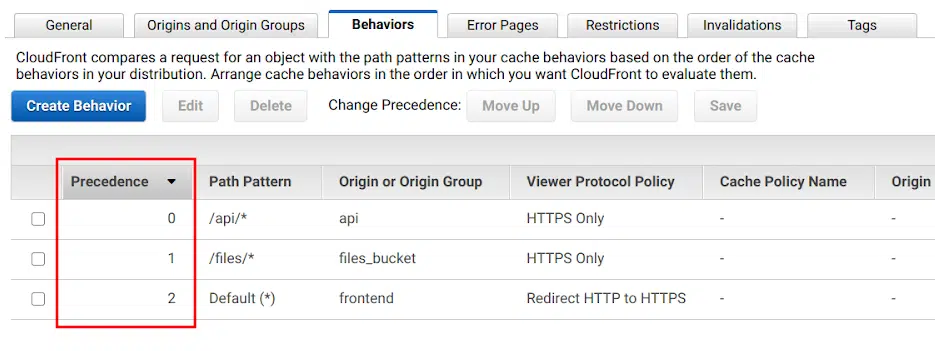 General Origins and Origin Groups Behaviors Error Pages Restrictions Invalidations Tags
CloudFront compares a request for an object with the path patterns in your cache behaviors based on the order of the cache
behaviors in your distribution. Arrange cache behaviors in the order in which you want CloudFront to evaluate them.
Create Behavior Edit Delete Change Precedence: Move Up Move Down Save
Precedence Path Pattern Origin or Origin Group Viewer Protocol Policy Cache Policy Name Origin
0 /api/* api HTTPS Only - -
1 /files/* files_bucket HTTPS Only - -
2 Default (*) frontend Redirect HTTP to HTTPS - -